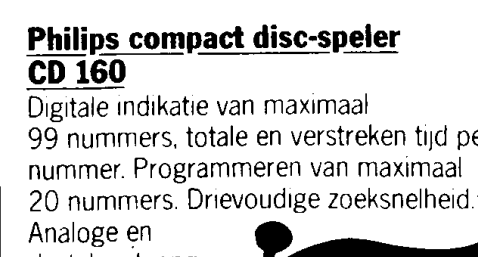 Philips compact disc-speler
CD 160
Digitale indikatie van maximaal
99 nummers, totale en verstreken tijd
nummer. Programmeren van maximaal
20 nummers. Drievoudige zoeksnelheid.
Analoge en